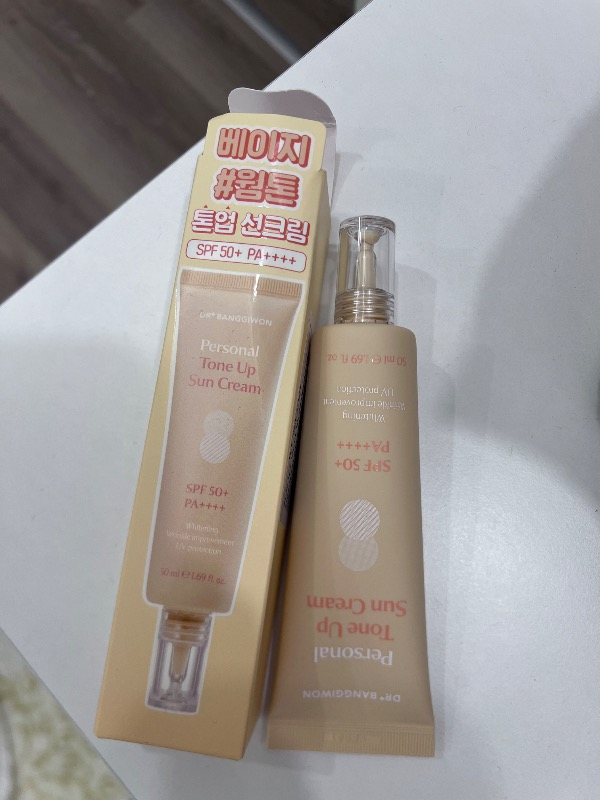 베이지
#웜톤
톤업 선크림
SPF 50+ PA++++
DR+ BANGGIWON
Personal
Tone Up
Sun Cream
SPF 50+
PA++++
Whitening
Wrinkle improvement
UV protection
50 ml ℮ 1.69 fl. oz.
DR+ BANGGIWON
Personal
Tone Up
Sun Cream
SPF 50+
PA++++
Whitening
Wrinkle improvement
UV protection
50 ml ℮ 1.69 fl. oz.